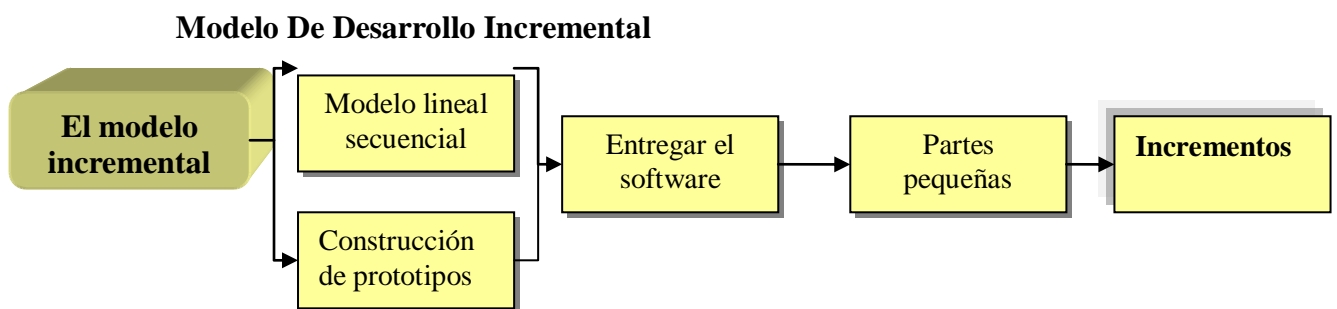 Modelo De Desarrollo Incremental
El modelo
incremental
Modelo lineal
secuencial
Construcción
de prototipos
Entregar el
software
Partes
pequeñas
Incrementos